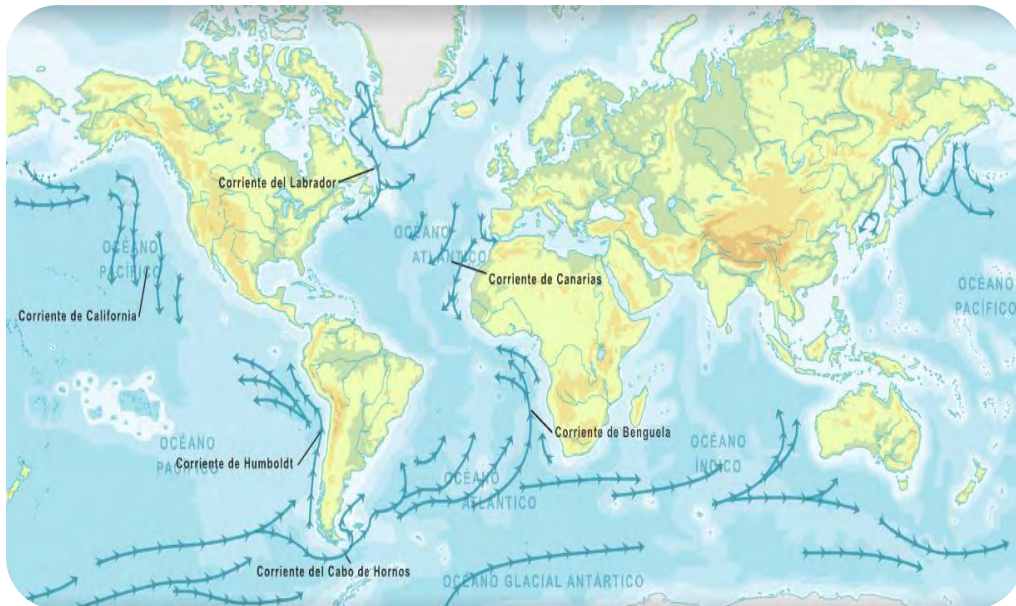 Corriente del Labrador
OCÉANO
ATLÁNTICO
OCÉANO
PACÍFICO
Corriente de Canarias
OCÉANO
PACÍFICO
Corriente de California
Corriente de Benguela
OCÉANO
ÍNDICO
OCÉANO
PACÍFICO
Corriente de Humboldt
OCÉANO
ATLÁNTICO
Corriente del Cabo de Hornos
OCÉANO GLACIAL ANTÁRTICO